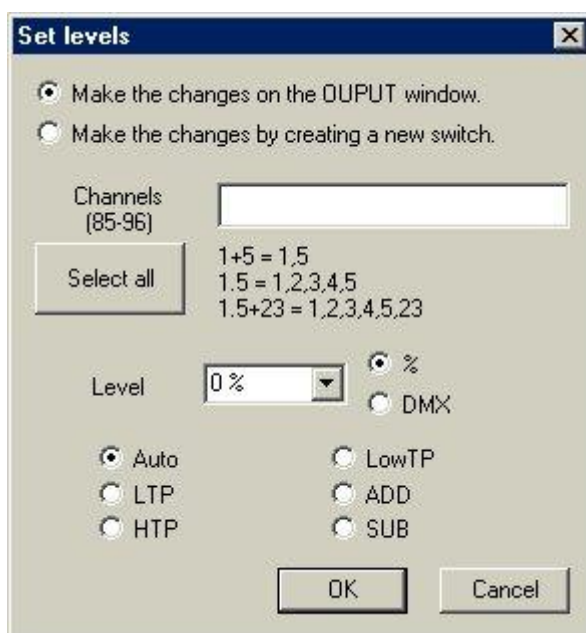 Set levels
Make the changes on the OUPUT window.
Make the changes by creating a new switch.
Channels
(85-96)
Select all
1+5 = 1,5
1.5 = 1,2,3,4,5
1.5+23 = 1,2,3,4,5,23
Level
0 %
%
DMX
Auto
LowTP
LTP
ADD
HTP
SUB
OK
Cancel